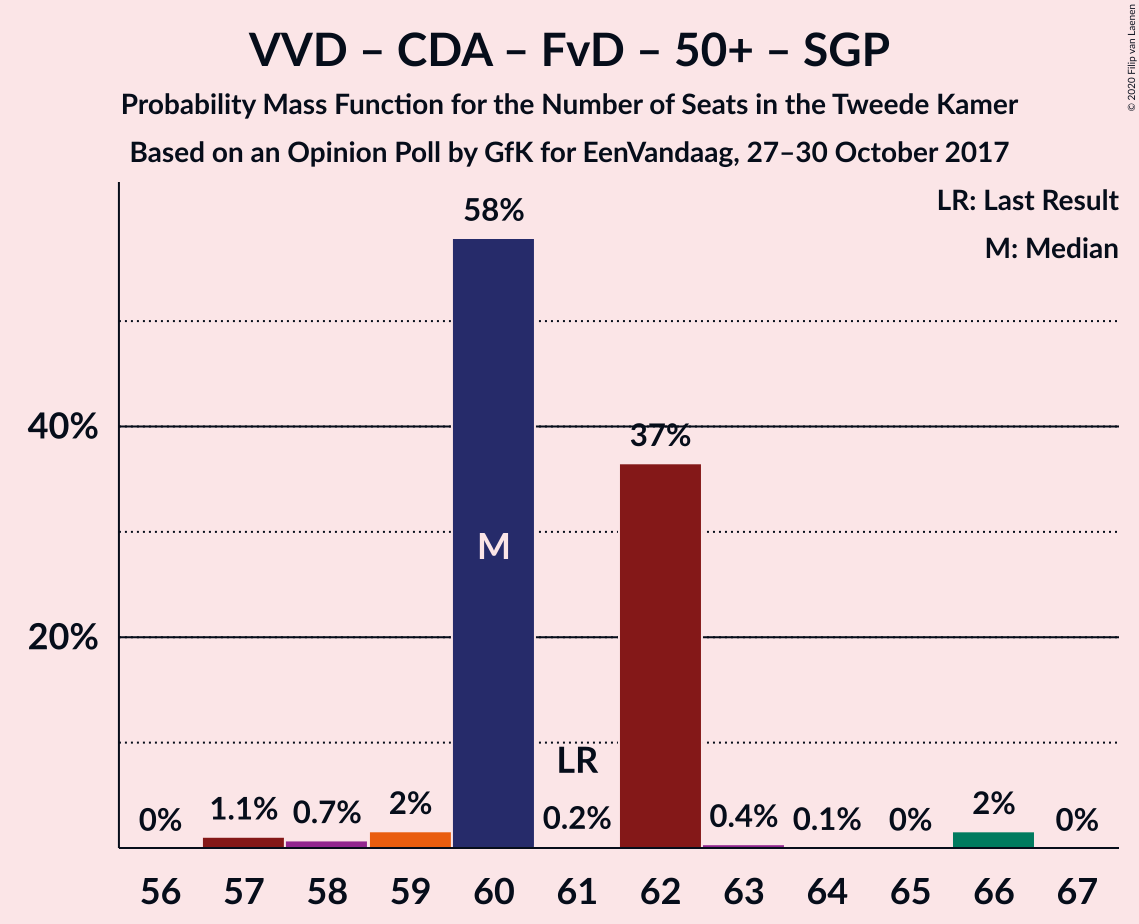 VVD – CDA – FvD – 50+ – SGP
Probability Mass Function for the Number of Seats in the Tweede Kamer
Based on an Opinion Poll by GfK for EenVandaag, 27–30 October 2017
© 2020 Filip van Laenen
LR: Last Result
M: Median
58%
40%
37%
M
20%
LR
0% 1.1% 0.7% 2% 0.2% 0.4% 0.1% 0% 2% 0%
56 57 58 59 60 61 62 63 64 65 66 67